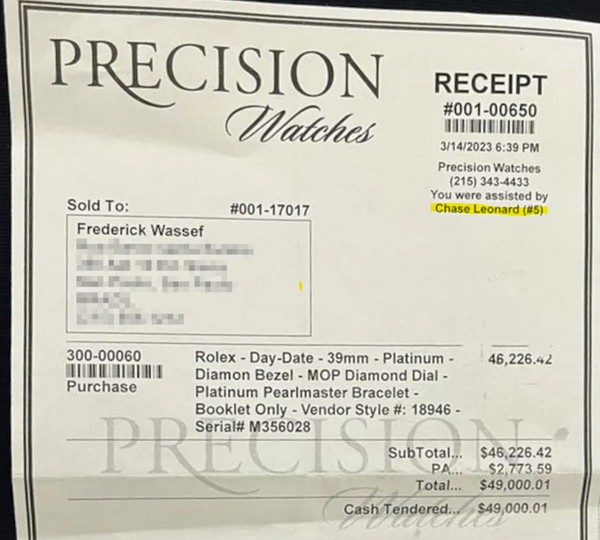 PRECISION
Watches
RECEIPT
#001-00650
3/14/2023 6:39 PM
Precision Watches
(215) 343-4433
You were assisted by
Chase Leonard (#5)
Sold To:
#001-17017
Frederick Wassef
300-00060
Purchase
Rolex - Day-Date - 39mm - Platinum - 46,226.42
Diamon Bezel - MOP Diamond Dial -
Platinum Pearlmaster Bracelet -
Booklet Only - Vendor Style #: 18946 -
Serial# M356028
PRECISION
Watches
SubTotal... $46,226.42
PA... $2,773.59
Total... $49,000.01
Cash Tendered... $49,000.01